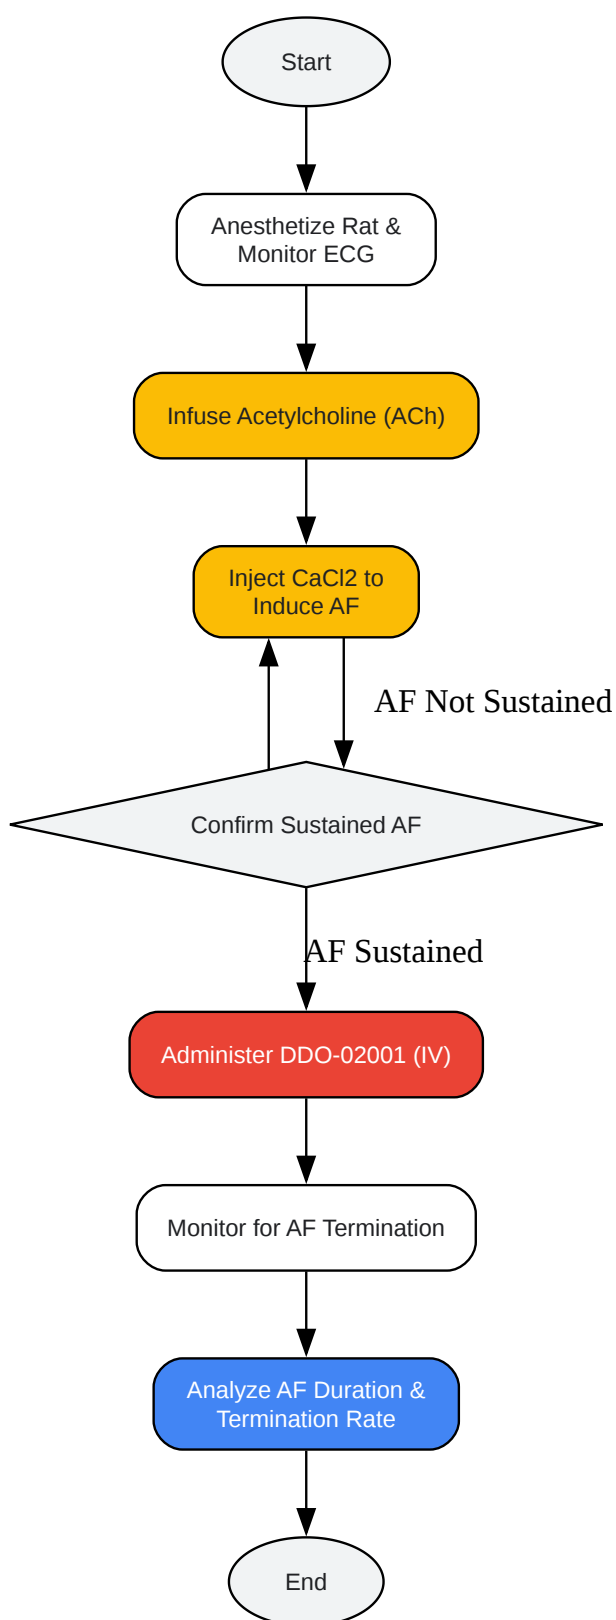 Start
Anesthetize Rat &
Monitor ECG
Infuse Acetylcholine (ACh)
Inject CaCl2 to
Induce AF
AF Not Sustained
Confirm Sustained AF
AF Sustained
Administer DDO-02001 (IV)
Monitor for AF Termination
Analyze AF Duration &
Termination Rate
End